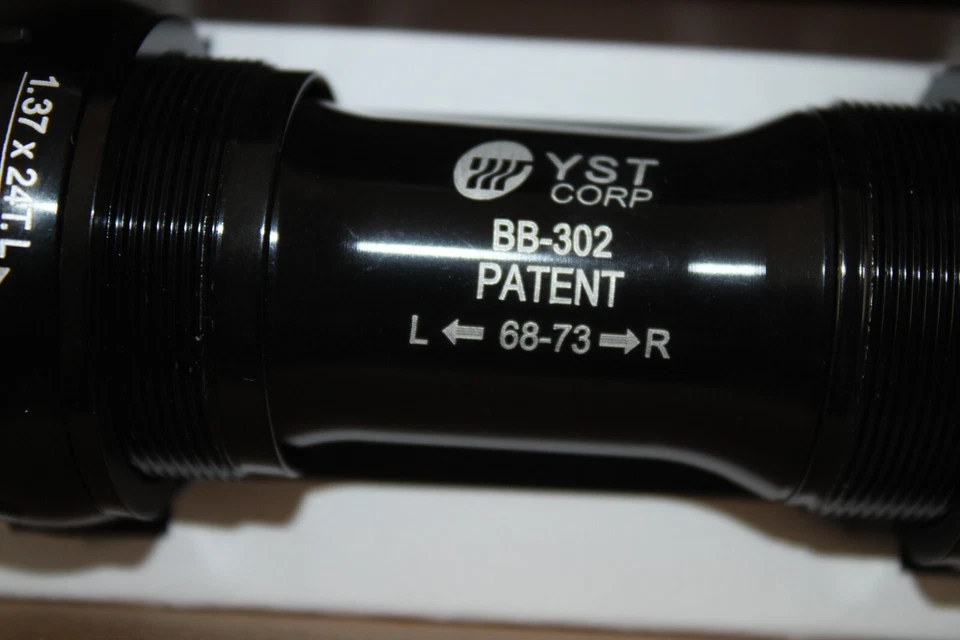 1.37 x 24T.L
YST
CORP
BB-302
PATENT
L ← 68-73 → R